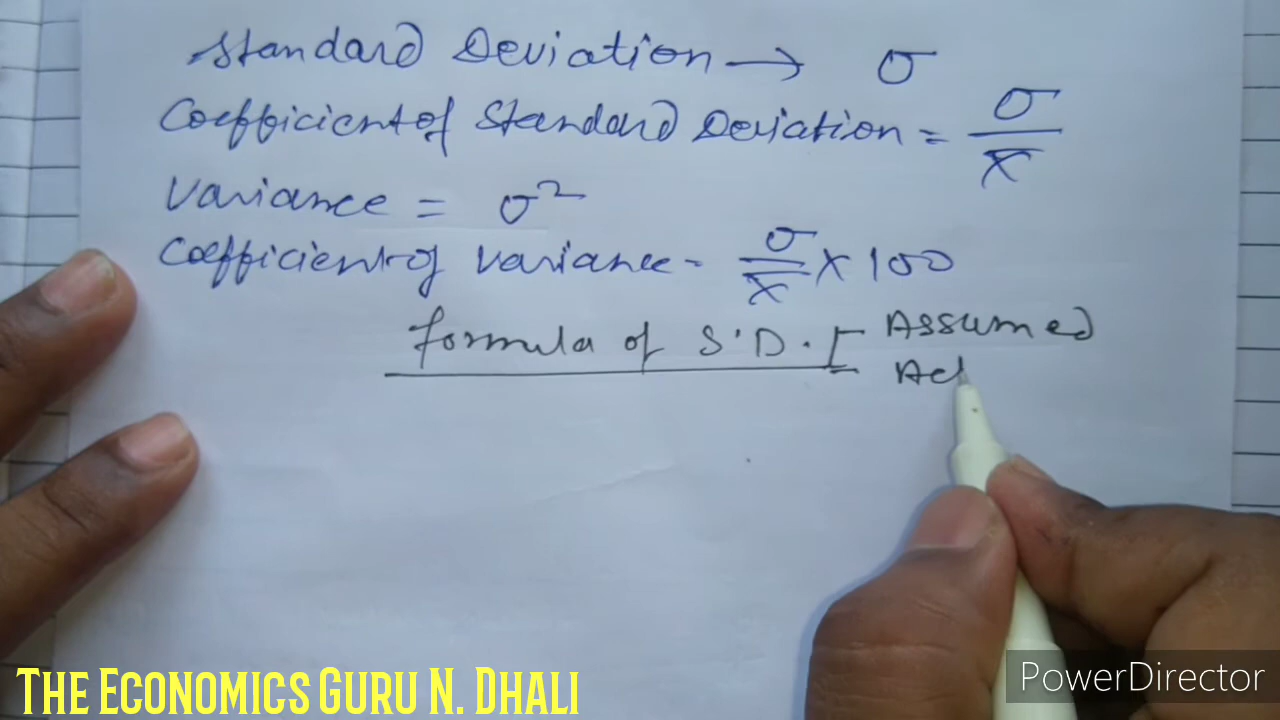 Standard Deviation → σ
Coefficient of Standard Deviation = σ / x̄
Variance = σ²
Coefficient of variance - σ / x̄ × 100
formula of S.D. [ Assumed
Act
THE ECONOMICS GURU N. DHALI
PowerDirector